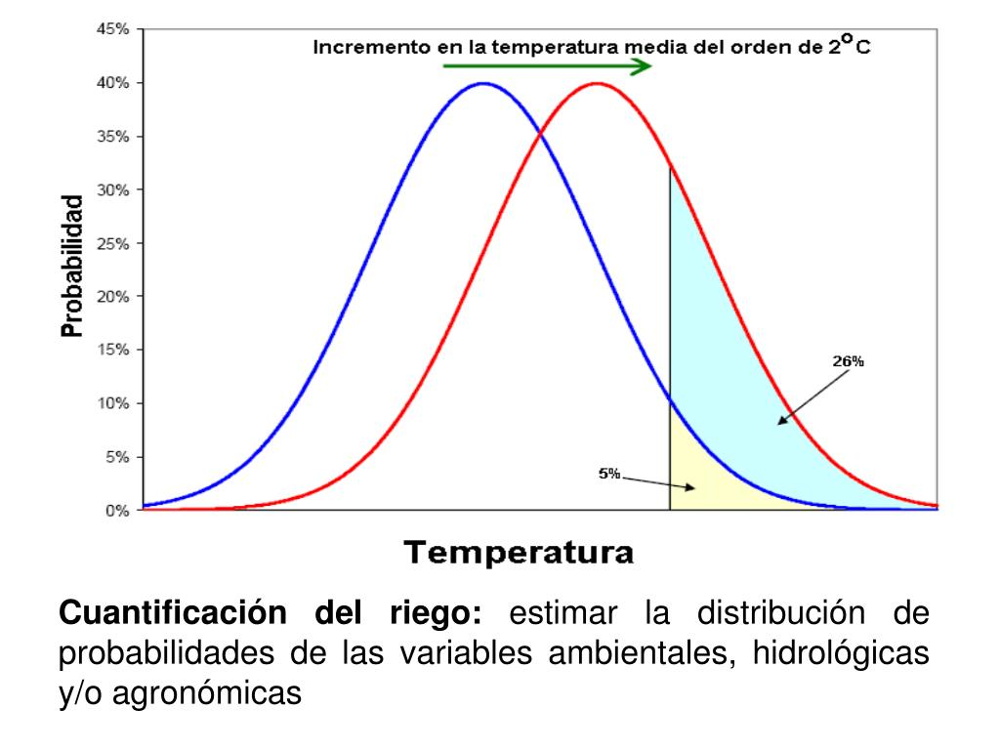 45%
Incremento en la temperatura media del orden de 2°C
40%
35%
30%
25%
20%
15%
10%
5%
0%
Probabilidad
26%
5%
Temperatura
Cuantificación del riego: estimar la distribución de
probabilidades de las variables ambientales, hidrológicas
y/o agronómicas